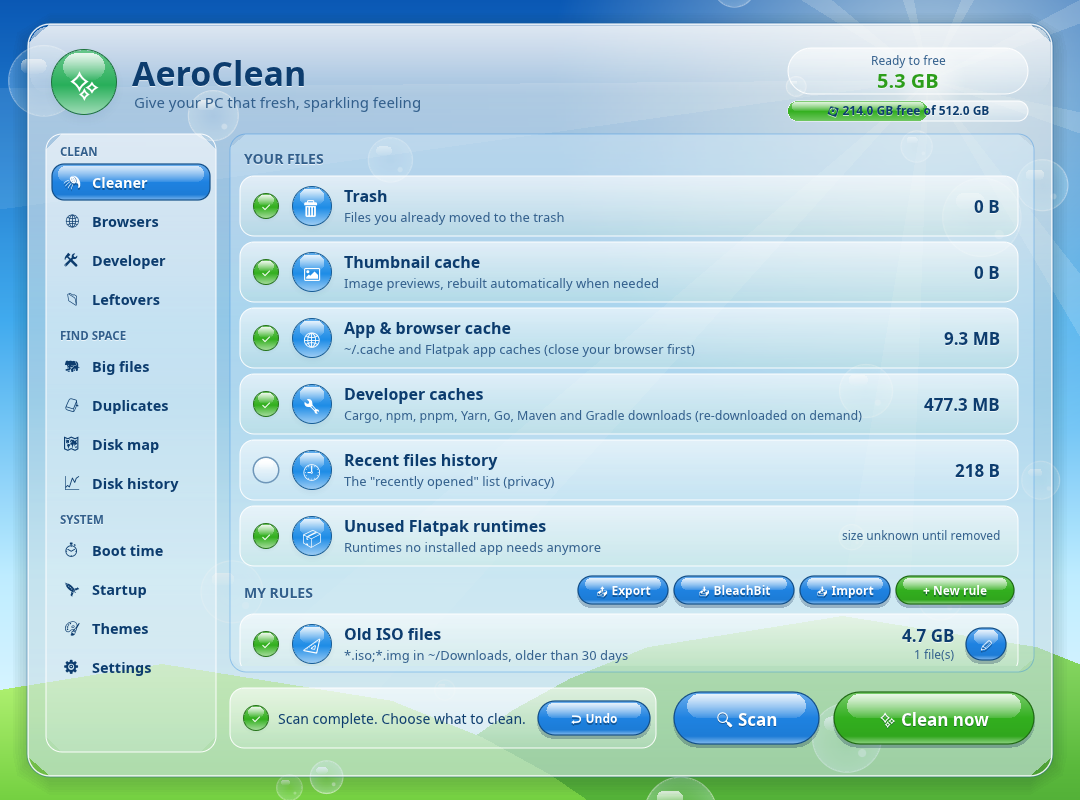 AeroClean
Give your PC that fresh, sparkling feeling
Ready to free
5.3 GB
214.0 GB free of 512.0 GB
CLEAN
Cleaner
Browsers
Developer
Leftovers
FIND SPACE
Big files
Duplicates
Disk map
Disk history
SYSTEM
Boot time
Startup
Themes
Settings
YOUR FILES
Trash
Files you already moved to the trash
0 B
Thumbnail cache
Image previews, rebuilt automatically when needed
0 B
App & browser cache
~/.cache and Flatpak app caches (close your browser first)
9.3 MB
Developer caches
Cargo, npm, pnpm, Yarn, Go, Maven and Gradle downloads (re-downloaded on demand)
477.3 MB
Recent files history
The "recently opened" list (privacy)
218 B
Unused Flatpak runtimes
Runtimes no installed app needs anymore
size unknown until removed
MY RULES
Export
BleachBit
Import
+ New rule
Old ISO files
*.iso;*.img in ~/Downloads, older than 30 days
4.7 GB
1 file(s)
Scan complete. Choose what to clean.
Undo
Scan
Clean now